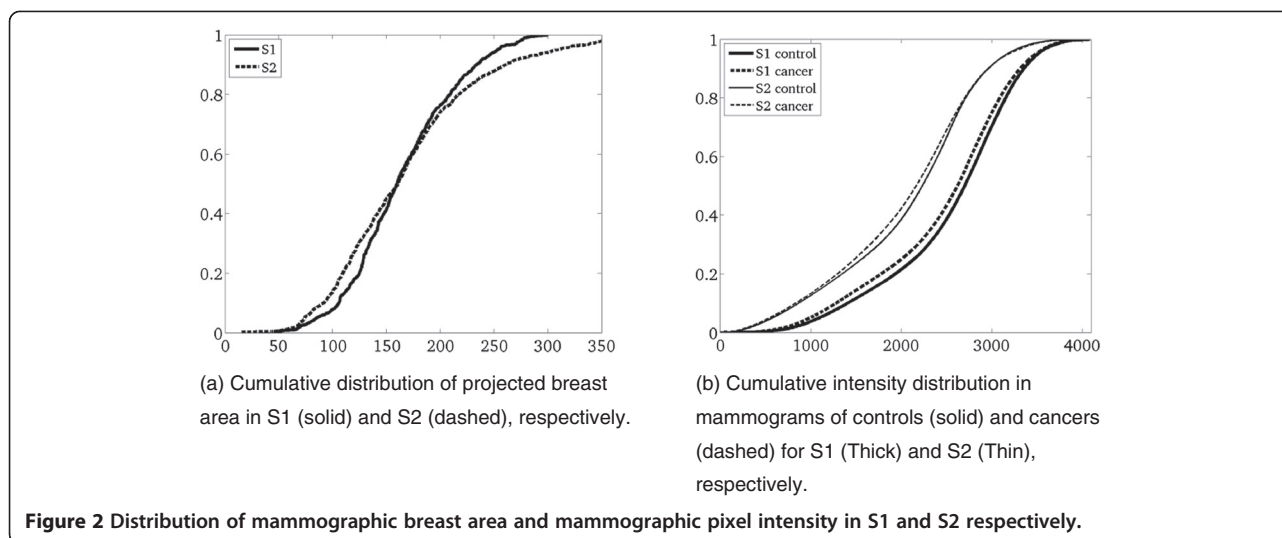 S1
S2
1
0.8
0.6
0.4
0.2
0
0 50 100 150 200 250 300 350
(a) Cumulative distribution of projected breast
area in S1 (solid) and S2 (dashed), respectively.
S1 control
S1 cancer
S2 control
S2 cancer
1
0.8
0.6
0.4
0.2
0
0 1000 2000 3000 4000
(b) Cumulative intensity distribution in
mammograms of controls (solid) and cancers
(dashed) for S1 (Thick) and S2 (Thin),
respectively.
Figure 2 Distribution of mammographic breast area and mammographic pixel intensity in S1 and S2 respectively.